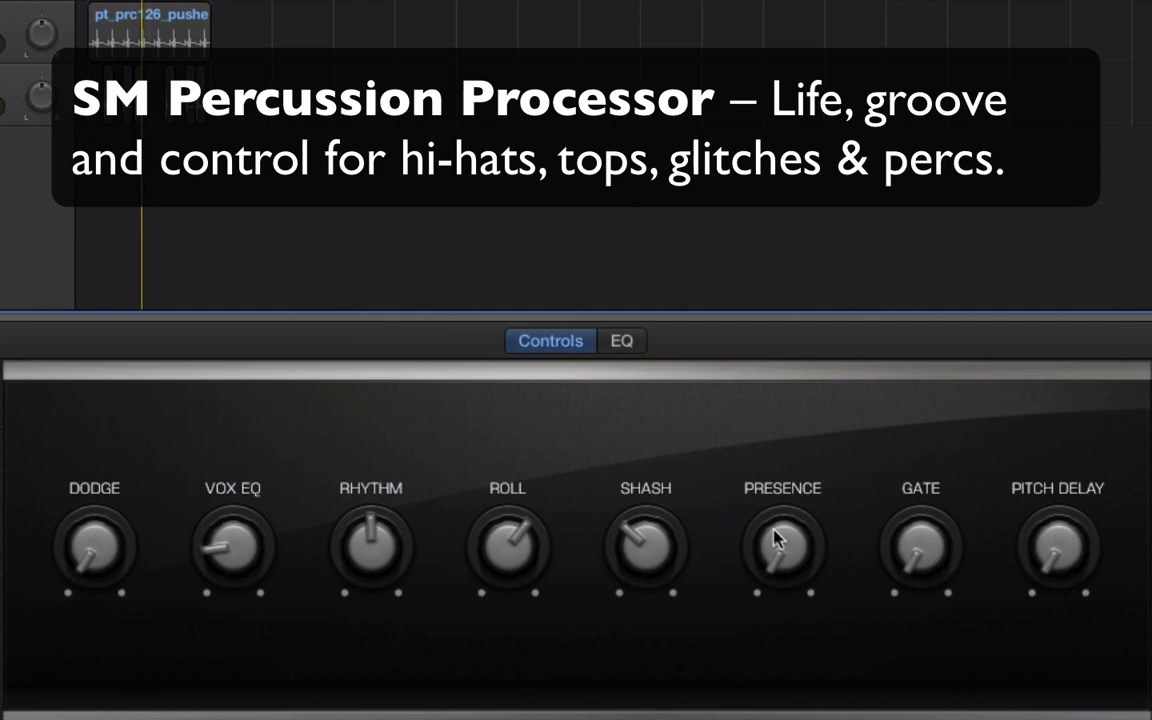 pt_prc126_pushe
SM Percussion Processor – Life, groove
and control for hi-hats, tops, glitches & percs.
Controls EQ
DODGE VOX EQ RHYTHM ROLL SHASH PRESENCE GATE PITCH DELAY